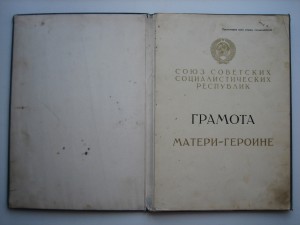 СОЮЗ СОВЕТСКИХ
СОЦИАЛИСТИЧЕСКИХ
РЕСПУБЛИК
ГРАМОТА
МАТЕРИ-ГЕРОИНЕ